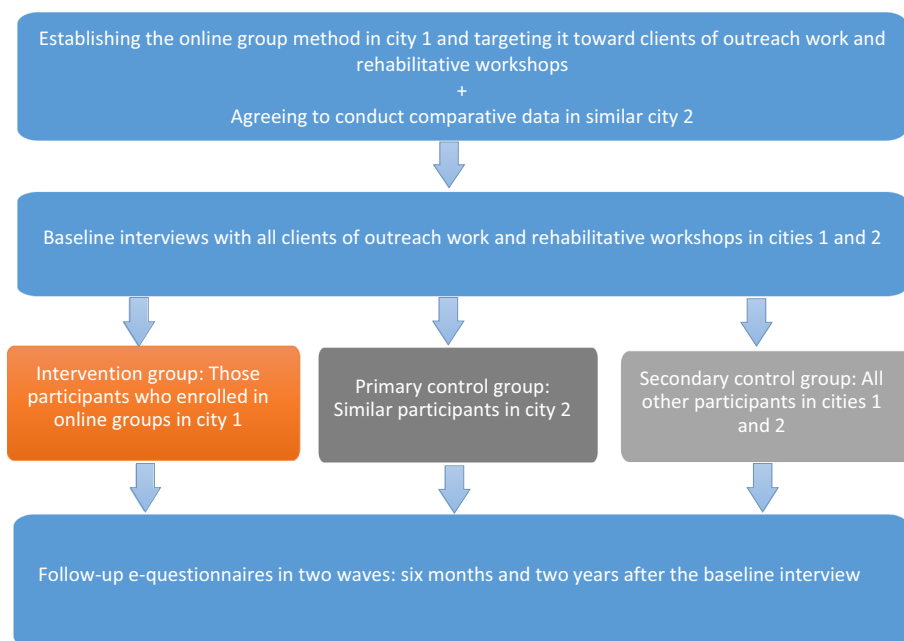 Establishing the online group method in city 1 and targeting it toward clients of outreach work and
rehabilitative workshops
+
Agreeing to conduct comparative data in similar city 2
Baseline interviews with all clients of outreach work and rehabilitative workshops in cities 1 and 2
Intervention group: Those
participants who enrolled in
online groups in city 1
Primary control group:
Similar participants in city 2
Secondary control group: All
other participants in cities 1
and 2
Follow-up e-questionnaires in two waves: six months and two years after the baseline interview